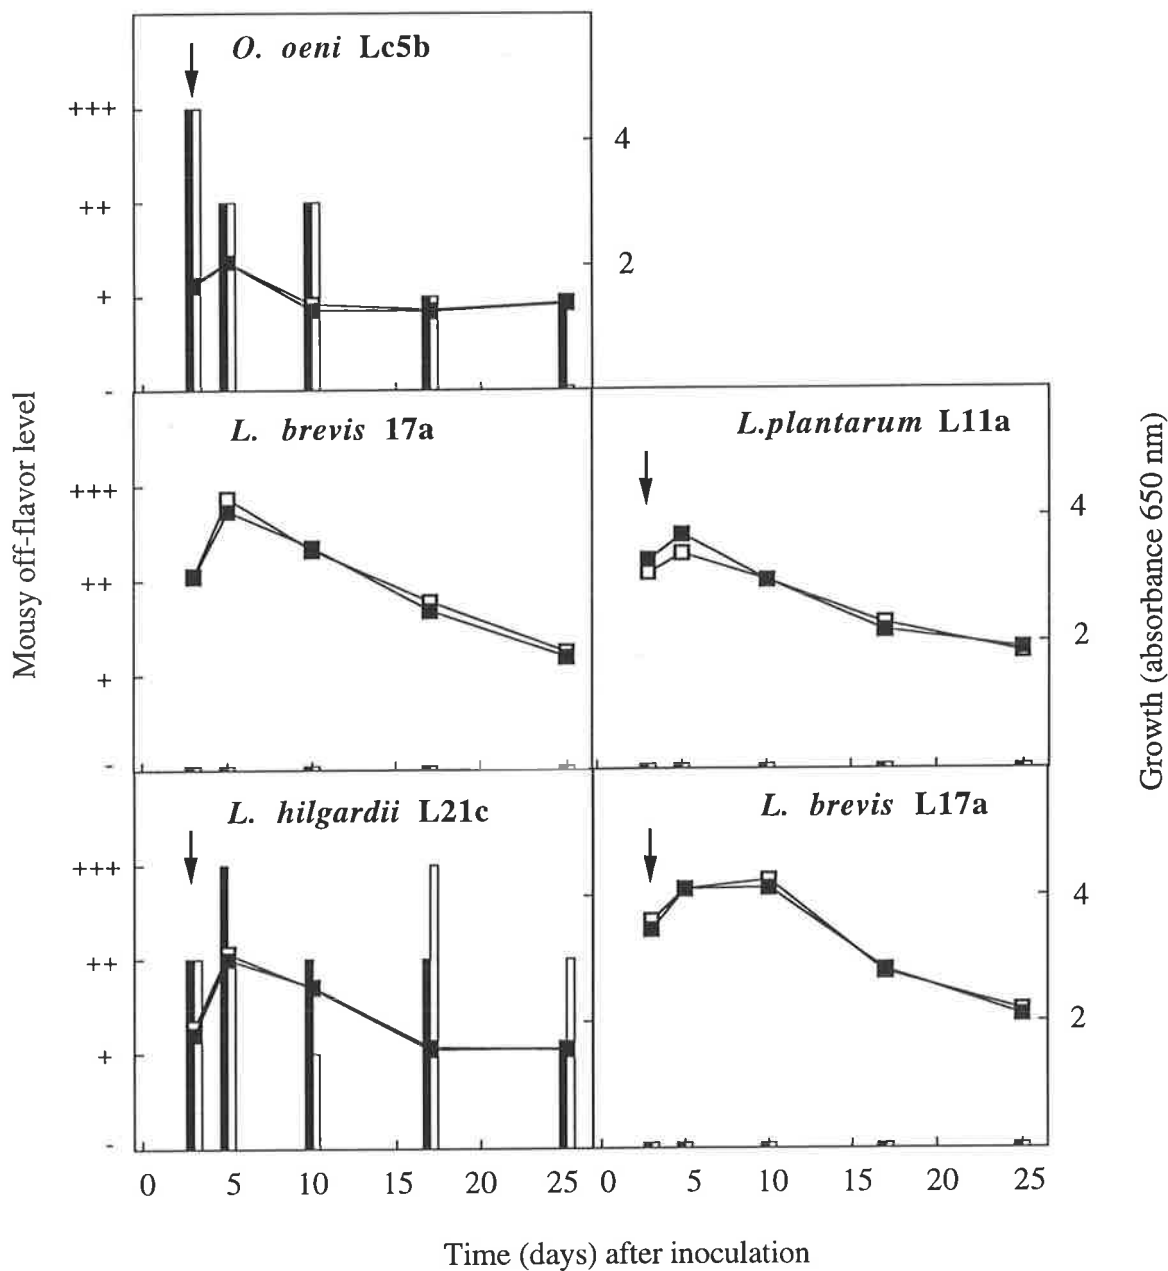 O. oeni Lc5b
+++
++
+
-
4
2
L. brevis 17a
+++
++
+
-
L.plantarum L11a
4
2
L. hilgardii L21c
+++
++
+
-
L. brevis L17a
4
2
0 5 10 15 20 25
0 5 10 15 20 25
Time (days) after inoculation
Mousy off-flavor level
Growth (absorbance 650 nm)